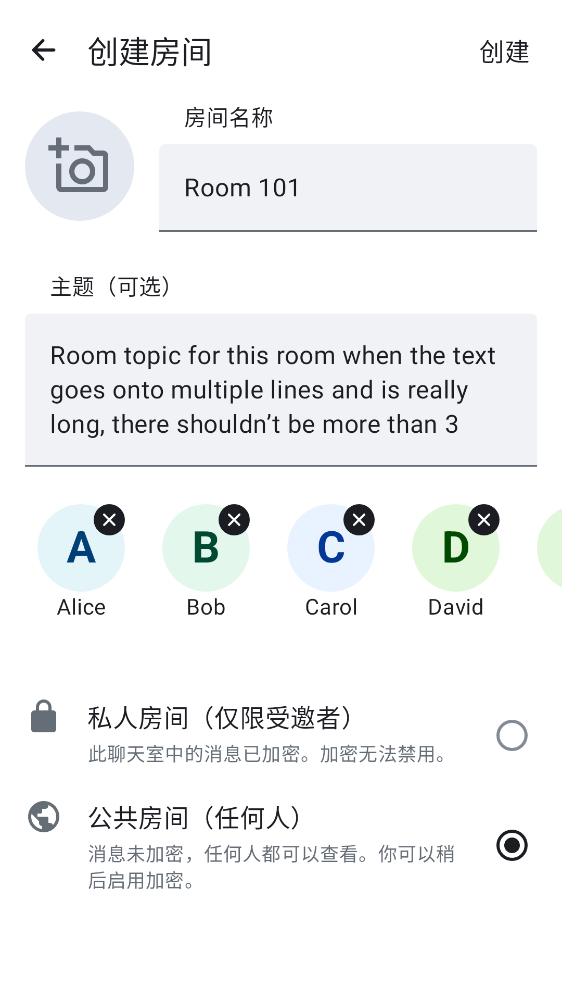 创建房间
创建
房间名称
Room 101
主题（可选）
Room topic for this room when the text
goes onto multiple lines and is really
long, there shouldn’t be more than 3
A
B
C
D
Alice
Bob
Carol
David
私人房间（仅限受邀者）
此聊天室中的消息已加密。加密无法禁用。
公共房间（任何人）
消息未加密，任何人都可以查看。你可以稍
后启用加密。